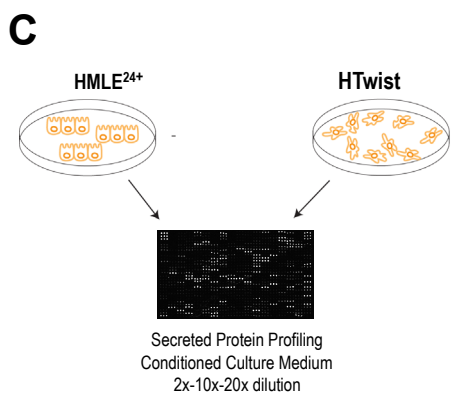 C
HMLE²⁴⁺
HTwist
-
Secreted Protein Profiling
Conditioned Culture Medium
2x-10x-20x dilution